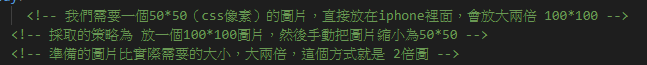 <!-- 我們需要一個50*50（css像素）的圖片，直接放在iphone裡面，會放大兩倍 100*100 -->
<!-- 採取的策略為 放一個100*100圖片，然後手動把圖片縮小為50*50 -->
<!-- 準備的圖片比實際需要的大小，大兩倍，這個方式就是 2倍圖 -->